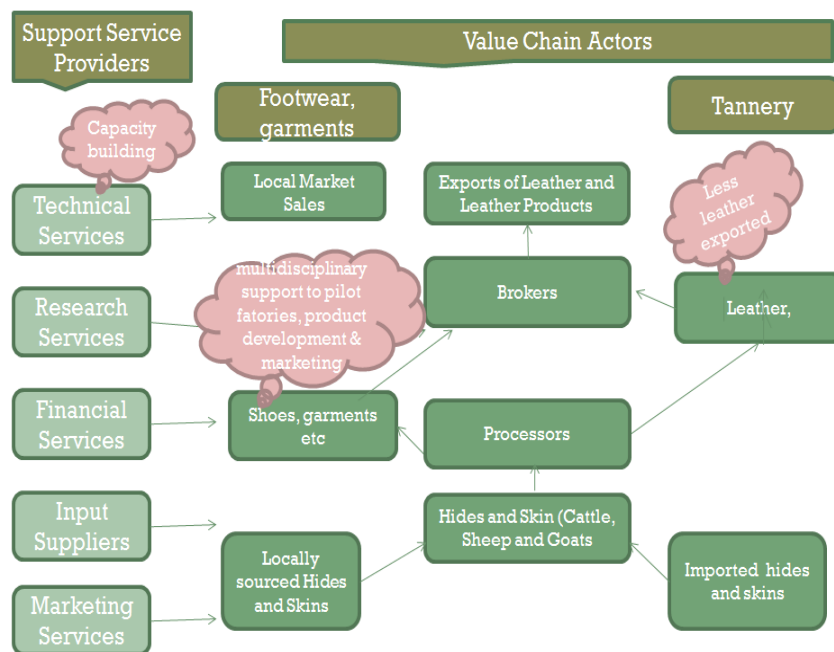 Support Service
Providers
Value Chain Actors
Footwear,
garments
Tannery
Capacity
building
Less
leather
exported
Technical
Services
Local Market
Sales
Exports of Leather and
Leather Products
multidisciplinary
support to pilot
fatories, product
development &
marketing
Research
Services
Brokers
Leather,
Financial
Services
Shoes, garments
etc
Processors
Input
Suppliers
Hides and Skin (Cattle,
Sheep and Goats
Locally
sourced Hides
and Skins
Imported hides
and skins
Marketing
Services